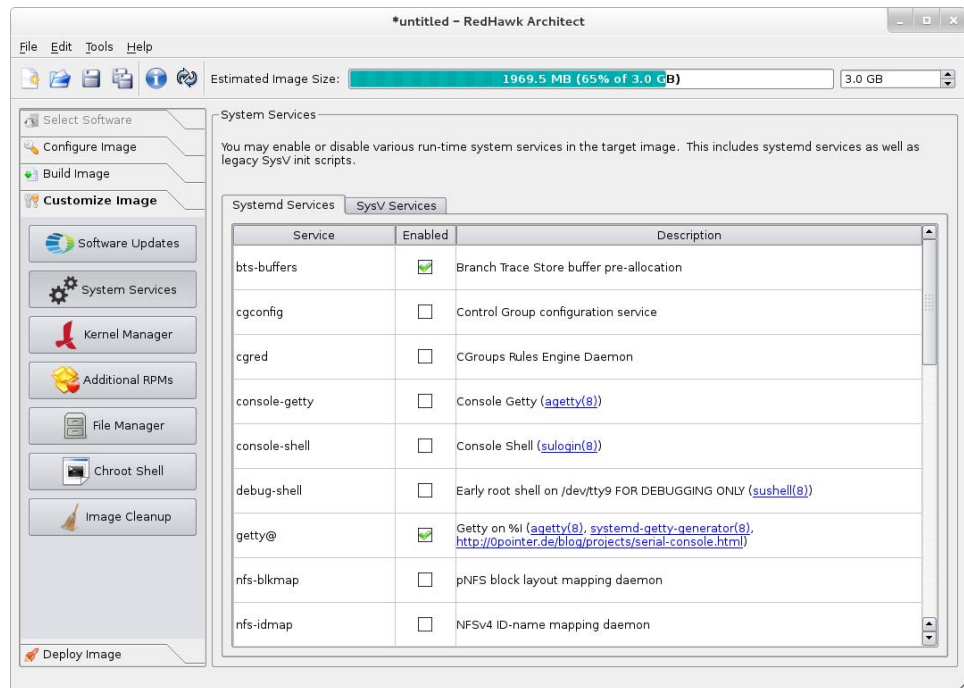 *untitled – RedHawk Architect
File Edit Tools Help
Estimated Image Size: 1969.5 MB (65% of 3.0 GB) 3.0 GB
Select Software
Configure Image
Build Image
Customize Image
Software Updates
System Services
Kernel Manager
Additional RPMs
File Manager
Chroot Shell
Image Cleanup
Deploy Image
System Services
You may enable or disable various run-time system services in the target image. This includes systemd services as well as
legacy SysV init scripts.
Systemd Services SysV Services
Service Enabled Description
bts-buffers Branch Trace Store buffer pre-allocation
cgconfig Control Group configuration service
cgred CGroups Rules Engine Daemon
console-getty Console Getty (agetty(8))
console-shell Console Shell (sulogin(8))
debug-shell Early root shell on /dev/tty9 FOR DEBUGGING ONLY (sushell(8))
getty@ Getty on %I (agetty(8), systemd-getty-generator(8),
http://0pointer.de/blog/projects/serial-console.html)
nfs-blkmap pNFS block layout mapping daemon
nfs-idmap NFSv4 ID-name mapping daemon